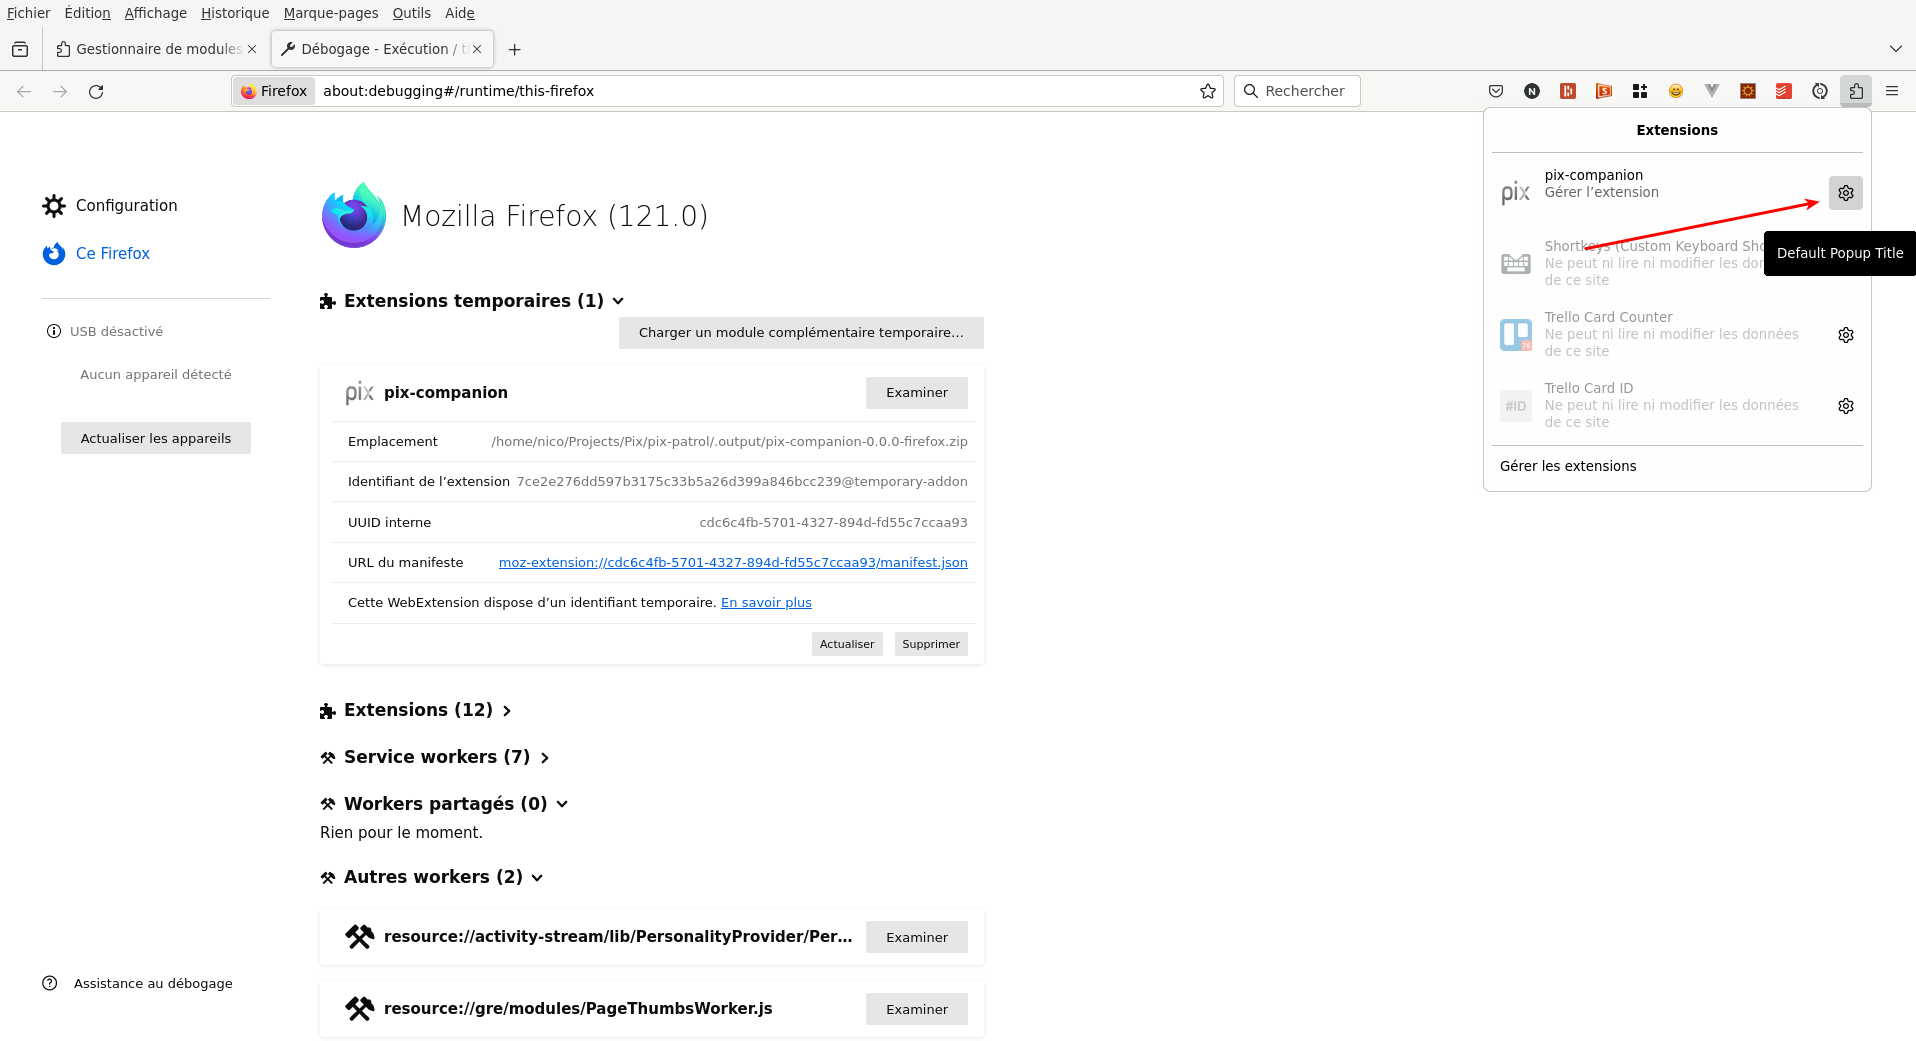 Fichier Édition Affichage Historique Marque-pages Outils Aide
Gestionnaire de modules
Débogage - Exécution / t
Firefox about:debugging#/runtime/this-firefox
Rechercher
N
Extensions
pix pix-companion
Gérer l’extension
Shortkeys (Custom Keyboard Sho
Ne peut ni lire ni modifier les don
de ce site
Default Popup Title
Trello Card Counter
Ne peut ni lire ni modifier les données
de ce site
#ID Trello Card ID
Ne peut ni lire ni modifier les données
de ce site
Gérer les extensions
Configuration
Ce Firefox
USB désactivé
Aucun appareil détecté
Actualiser les appareils
Assistance au débogage
Mozilla Firefox (121.0)
Extensions temporaires (1)
Charger un module complémentaire temporaire…
pix pix-companion Examiner
Emplacement /home/nico/Projects/Pix/pix-patrol/.output/pix-companion-0.0.0-firefox.zip
Identifiant de l’extension 7ce2e276dd597b3175c33b5a26d399a846bcc239@temporary-addon
UUID interne cdc6c4fb-5701-4327-894d-fd55c7ccaa93
URL du manifeste moz-extension://cdc6c4fb-5701-4327-894d-fd55c7ccaa93/manifest.json
Cette WebExtension dispose d’un identifiant temporaire. En savoir plus
Actualiser Supprimer
Extensions (12)
Service workers (7)
Workers partagés (0)
Rien pour le moment.
Autres workers (2)
resource://activity-stream/lib/PersonalityProvider/Per… Examiner
resource://gre/modules/PageThumbsWorker.js Examiner